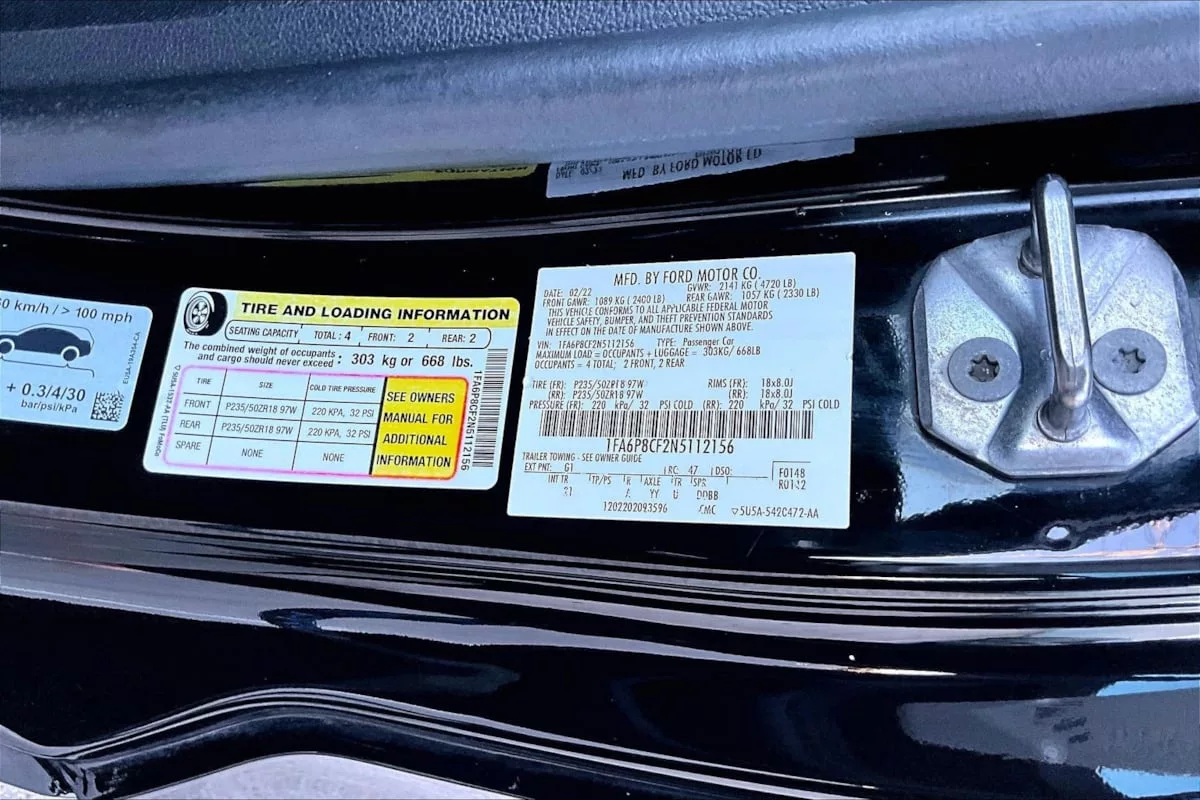 MFD. BY FORD MOTOR CO.
0 km/h / > 100 mph
+ 0.3/4/30
bar/psi/kPa
EU5A-19A364-CA
TIRE AND LOADING INFORMATION
SEATING CAPACITY TOTAL: 4 FRONT: 2 REAR: 2
The combined weight of occupants and cargo should never exceed : 303 kg or 668 lbs.
TIRE SIZE COLD TIRE PRESSURE
FRONT P235/50ZR18 97W 220 KPA, 32 PSI
REAR P235/50ZR18 97W 220 KPA, 32 PSI
SPARE NONE NONE
SEE OWNERS
MANUAL FOR
ADDITIONAL
INFORMATION
1FA6P8CF2N5112156
MFD. BY FORD MOTOR CO.
DATE: 02/22 GVWR: 2141 KG ( 4720 LB)
FRONT GAWR: 1089 KG ( 2400 LB) REAR GAWR: 1057 KG ( 2330 LB)
THIS VEHICLE CONFORMS TO ALL APPLICABLE FEDERAL MOTOR
VEHICLE SAFETY, BUMPER, AND THEFT PREVENTION STANDARDS
IN EFFECT ON THE DATE OF MANUFACTURE SHOWN ABOVE.
VIN: 1FA6P8CF2N5112156 TYPE: Passenger Car
MAXIMUM LOAD = OCCUPANTS + LUGGAGE = 303KG/ 668LB
OCCUPANTS = 4 TOTAL; 2 FRONT, 2 REAR
TIRE (FR): P235/50ZR18 97W RIMS (FR): 18x8.0J
(RR): P235/50ZR18 97W (RR): 18x8.0J
PRESSURE (FR): 220 kPa/ 32 PSI COLD (RR): 220 kPa/ 32 PSI COLD
1FA6P8CF2N5112156
TRAILER TOWING - SEE OWNER GUIDE
EXT PNT: G1 RC: 47 DSO: F0148
INT TR TP/PS R AXLE TR SPR
YY U
▽5U5A-542C472-AA